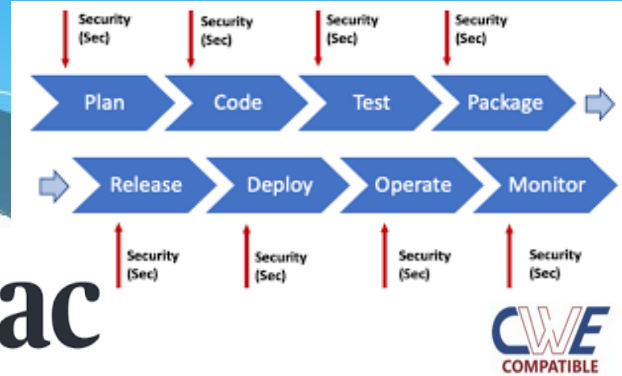 Security Security Security Security
(Sec) (Sec) (Sec) (Sec)
Plan Code Test Package
Release Deploy Operate Monitor
Security Security Security Security
(Sec) (Sec) (Sec) (Sec)
ac
CWE
COMPATIBLE